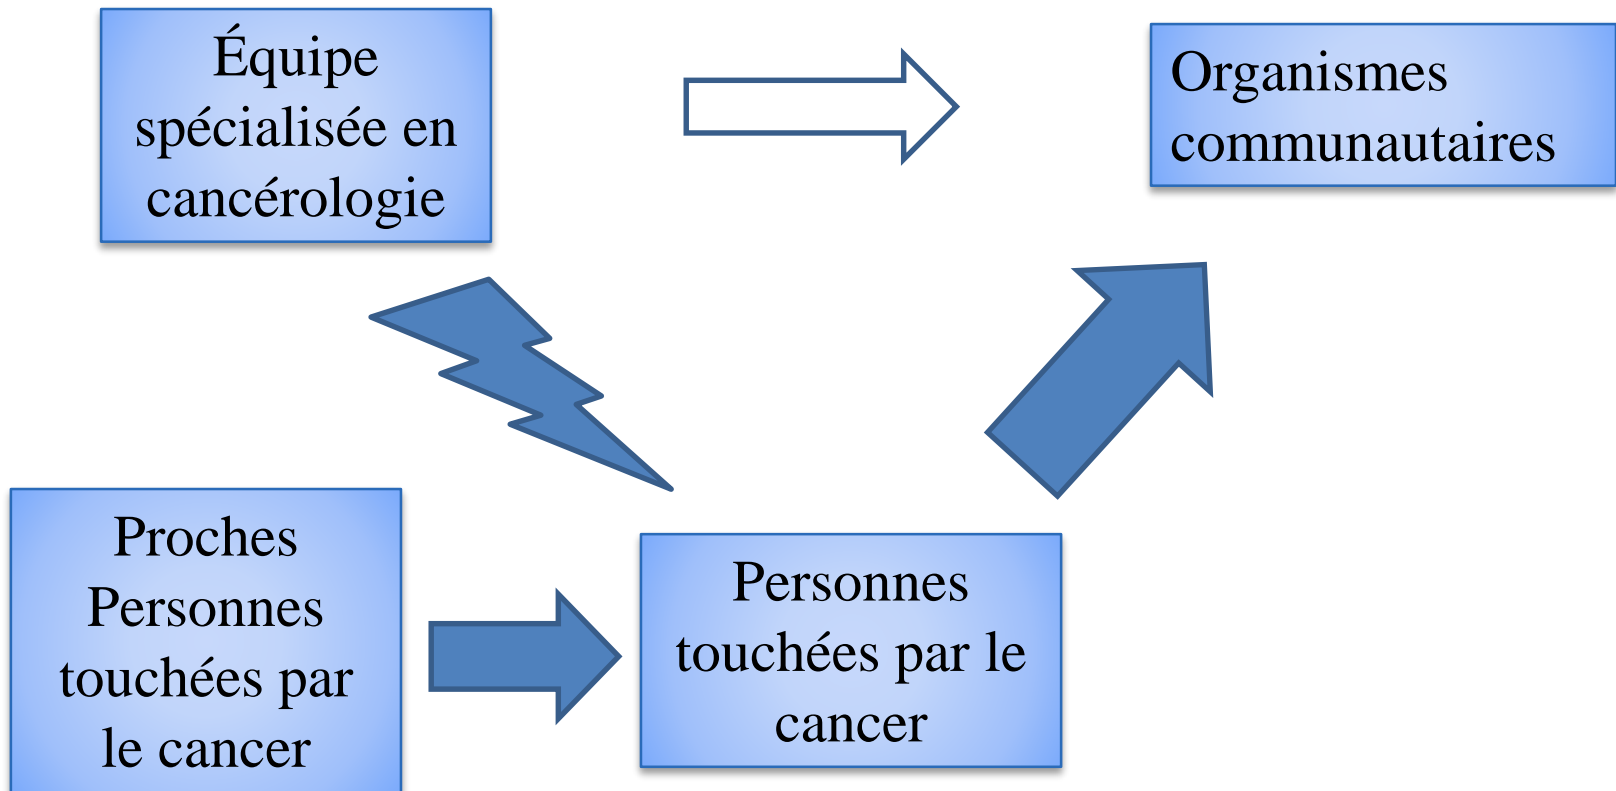 Équipe
spécialisée en
cancérologie
Organismes
communautaires
Proches
Personnes
touchées par
le cancer
Personnes
touchées par le
cancer